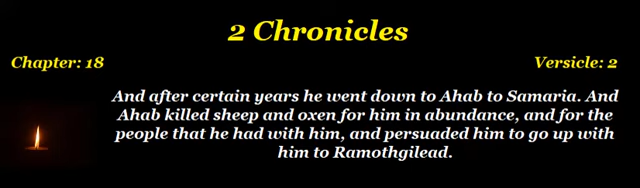 2 Chronicles
Chapter: 18 Versicle: 2
And after certain years he went down to Ahab to Samaria. And
Ahab killed sheep and oxen for him in abundance, and for the
people that he had with him, and persuaded him to go up with
him to Ramothgilead.